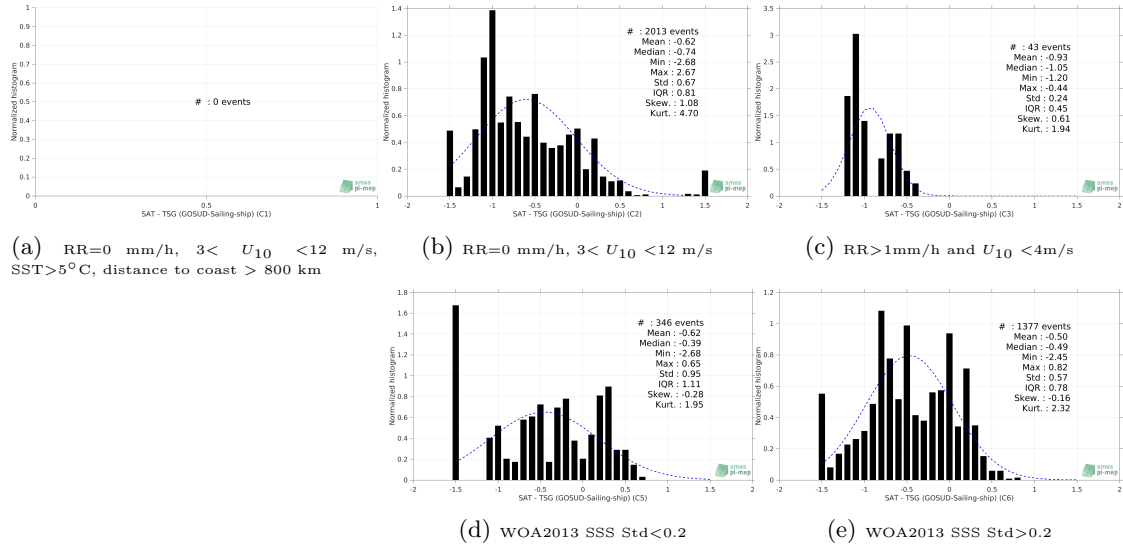 1
0.9
0.8
0.7
0.6
0.5
0.4
0.3
0.2
0.1
0
Normalized histogram
# : 0 events
smos
pi-mep
0 0.5 1
SAT - TSG (GOSUD-Sailing-ship) (C1)
(a) RR=0 mm/h, 3< U10 <12 m/s,
SST>5°C, distance to coast > 800 km
1.4
1.2
1
0.8
0.6
0.4
0.2
0
Normalized histogram
# : 2013 events
Mean : -0.62
Median : -0.74
Min : -2.68
Max : 2.67
Std : 0.67
IQR : 0.81
Skew. : 1.08
Kurt. : 4.70
smos
pi-mep
-2 -1.5 -1 -0.5 0 0.5 1 1.5 2
SAT - TSG (GOSUD-Sailing-ship) (C2)
(b) RR=0 mm/h, 3< U10 <12 m/s
3.5
3
2.5
2
1.5
1
0.5
0
Normalized histogram
# : 43 events
Mean : -0.93
Median : -1.05
Min : -1.20
Max : -0.44
Std : 0.24
IQR : 0.45
Skew. : 0.61
Kurt. : 1.94
smos
pi-mep
-2 -1.5 -1 -0.5 0 0.5 1 1.5 2
SAT - TSG (GOSUD-Sailing-ship) (C3)
(c) RR>1mm/h and U10 <4m/s
1.8
1.6
1.4
1.2
1
0.8
0.6
0.4
0.2
0
Normalized histogram
# : 346 events
Mean : -0.62
Median : -0.39
Min : -2.68
Max : 0.65
Std : 0.95
IQR : 1.11
Skew. : -0.28
Kurt. : 1.95
smos
pi-mep
-2 -1.5 -1 -0.5 0 0.5 1 1.5 2
SAT - TSG (GOSUD-Sailing-ship) (C5)
(d) WOA2013 SSS Std<0.2
1.2
1
0.8
0.6
0.4
0.2
0
Normalized histogram
# : 1377 events
Mean : -0.50
Median : -0.49
Min : -2.45
Max : 0.82
Std : 0.57
IQR : 0.78
Skew. : -0.16
Kurt. : 2.32
smos
pi-mep
-2 -1.5 -1 -0.5 0 0.5 1 1.5 2
SAT - TSG (GOSUD-Sailing-ship) (C6)
(e) WOA2013 SSS Std>0.2